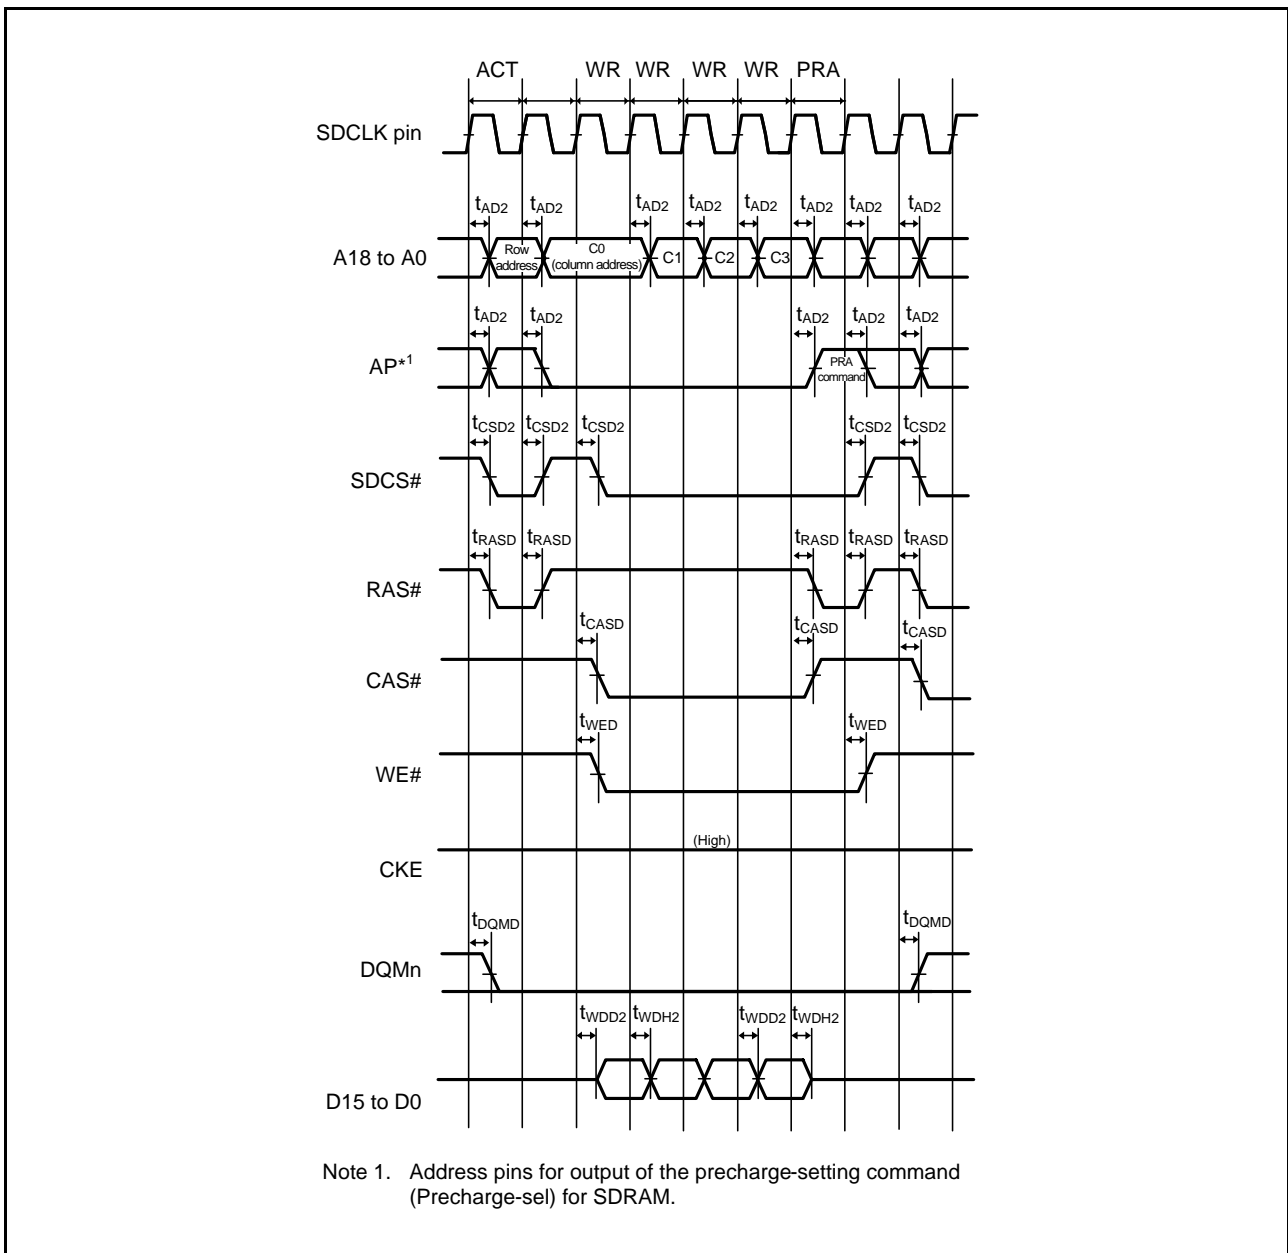 ACT WR WR WR WR PRA
SDCLK pin
tAD2 tAD2 tAD2 tAD2 tAD2 tAD2 tAD2 tAD2
A18 to A0
Row
address
C0
(column address)
C1 C2 C3
tAD2 tAD2 tAD2 tAD2 tAD2
AP*1
PRA
command
tCSD2 tCSD2 tCSD2 tCSD2 tCSD2
SDCS#
tRASD tRASD tRASD tRASD tRASD
RAS#
tCASD tCASD tCASD
CAS#
tWED tWED
WE#
(High)
CKE
tDQMD tDQMD
DQMn
tWDD2 tWDH2 tWDD2 tWDH2
D15 to D0
Note 1. Address pins for output of the precharge-setting command
(Precharge-sel) for SDRAM.